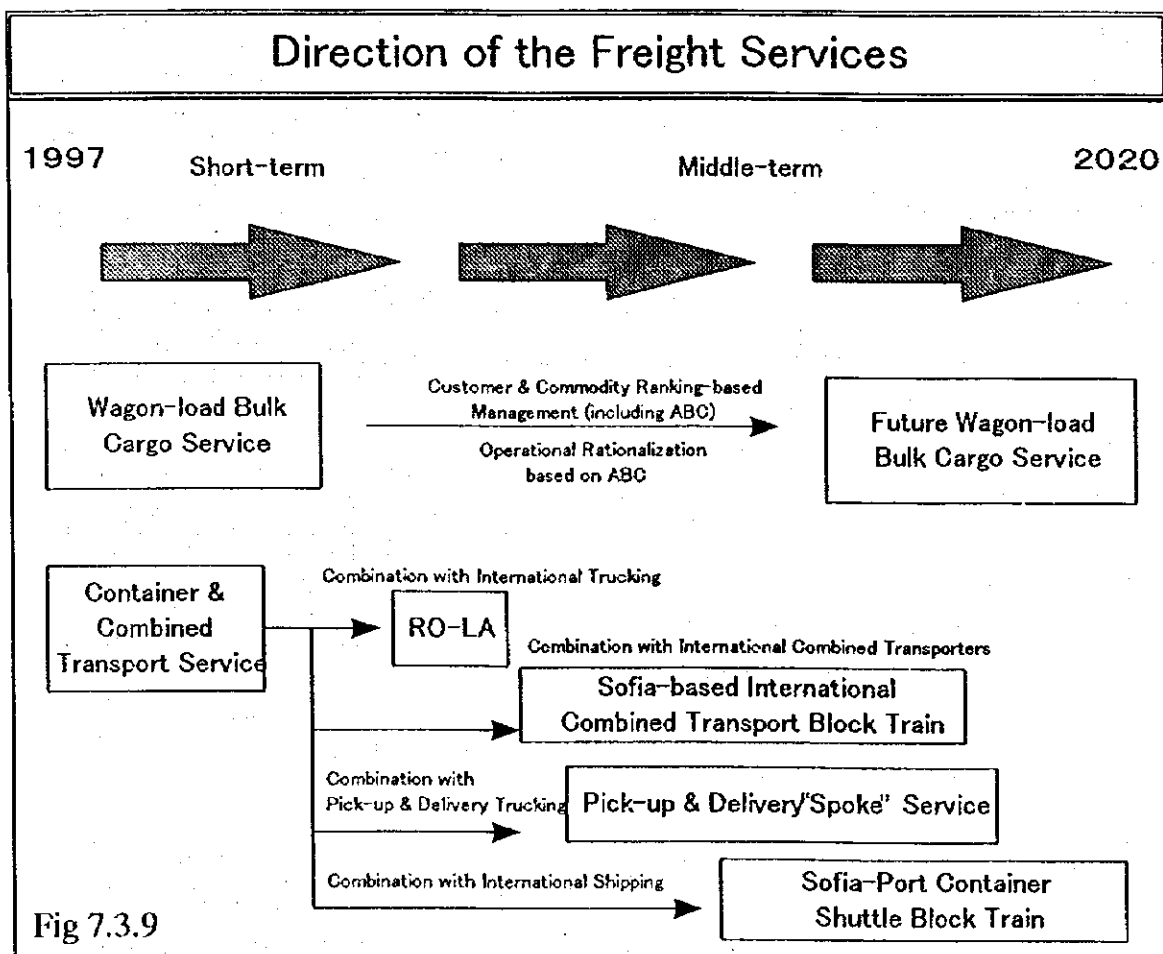 Direction of the Freight Services
1997
Short-term
Middle-term
2020
Wagon-load Bulk
Cargo Service
Customer & Commodity Ranking-based
Management (including ABC)
Operational Rationalization
based on ABC
Future Wagon-load
Bulk Cargo Service
Container &
Combined
Transport Service
Combination with International Trucking
RO-LA
Combination with International Combined Transporters
Sofia-based International
Combined Transport Block Train
Combination with
Pick-up & Delivery Trucking
Pick-up & Delivery"Spoke" Service
Combination with International Shipping
Sofia-Port Container
Shuttle Block Train
Fig 7.3.9